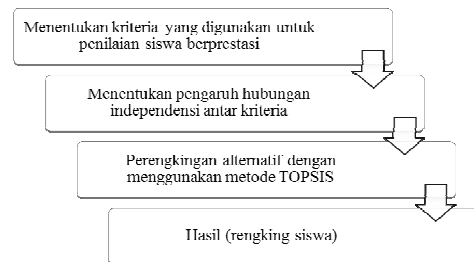 Menentukan kriteria yang digunakan untuk
penilaian siswa berprestasi
Menentukan pengaruh hubungan
independensi antar kriteria
Perengkingan alternatif dengan
menggunakan metode TOPSIS
Hasil (rengking siswa)